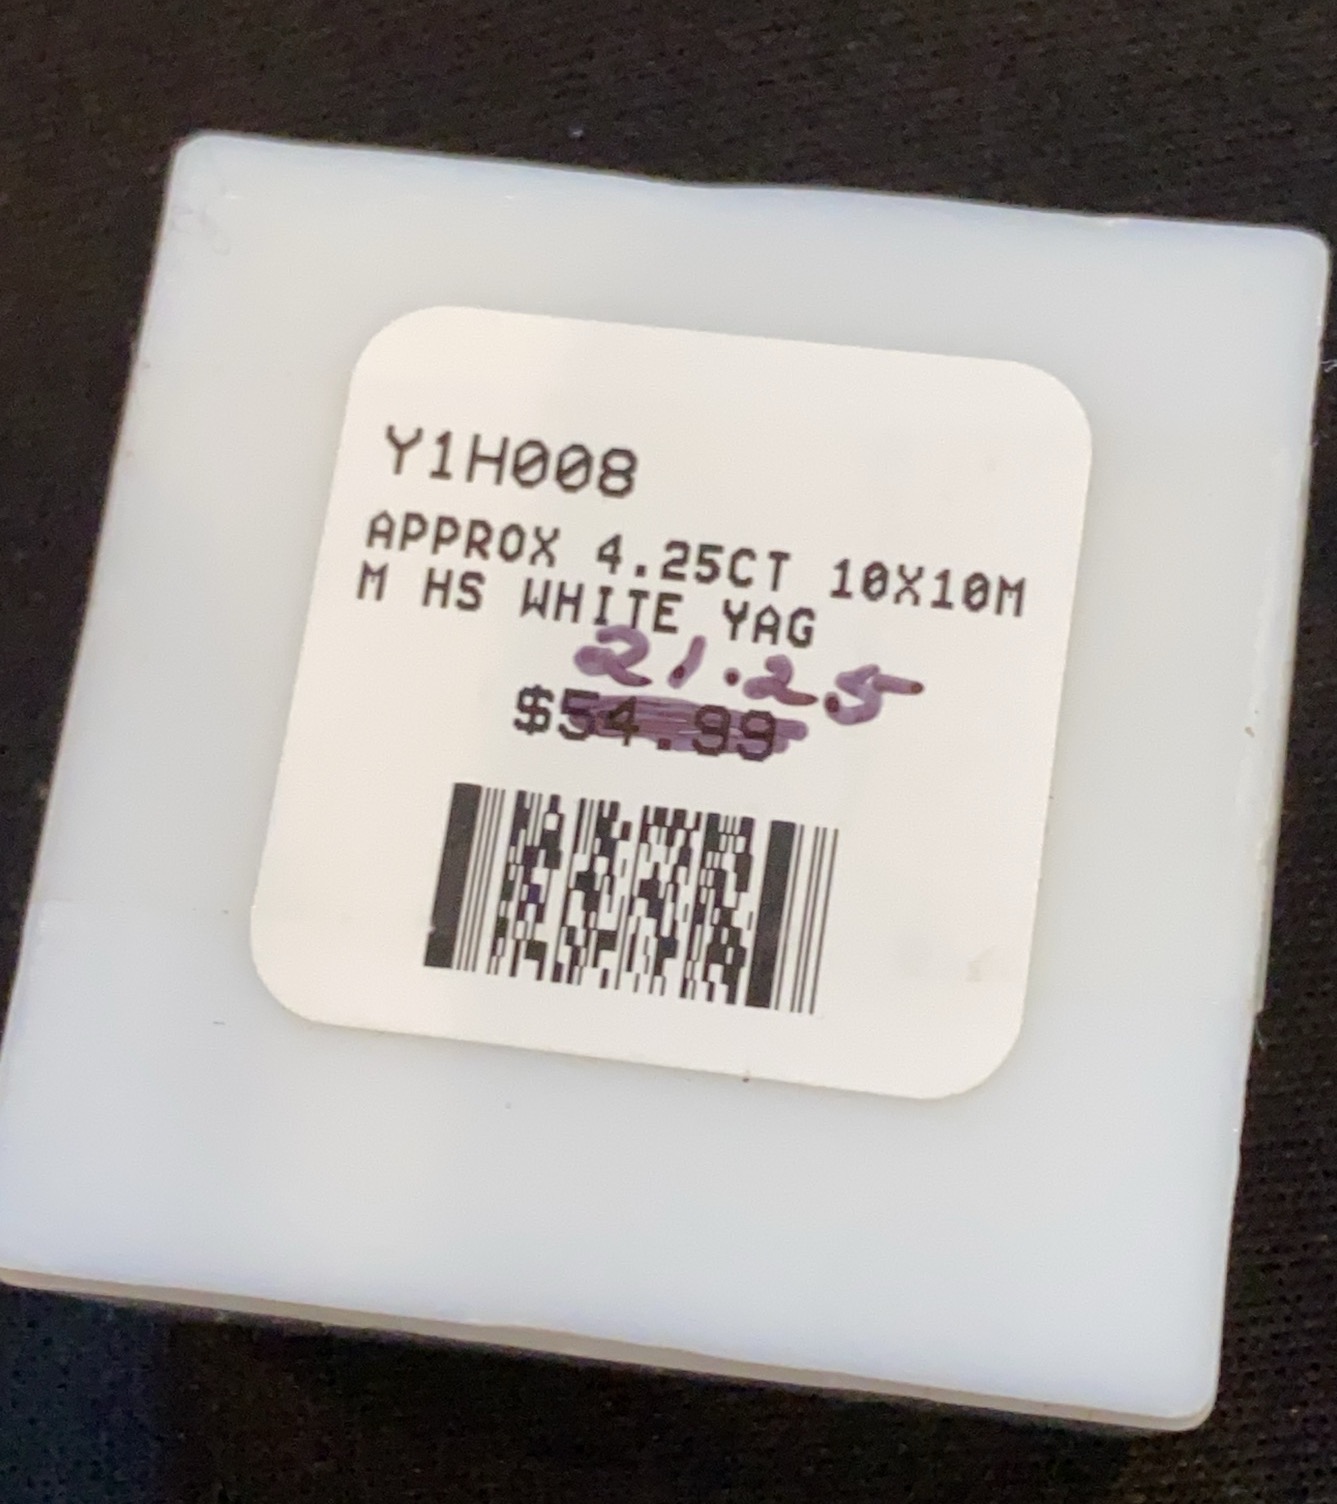 Y1H008
APPROX 4.25CT 10X10M
M HS WHITE YAG
21.25
$54.99